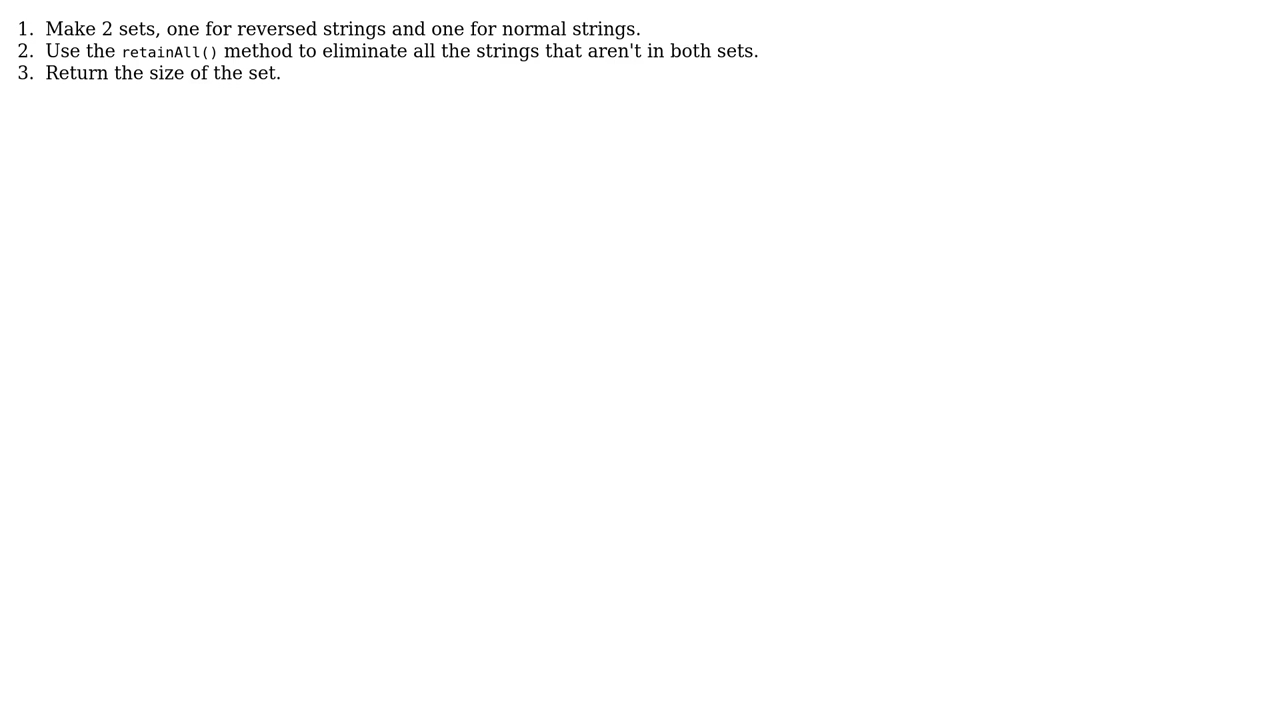 1. Make 2 sets, one for reversed strings and one for normal strings.
2. Use the retainAll() method to eliminate all the strings that aren't in both sets.
3. Return the size of the set.